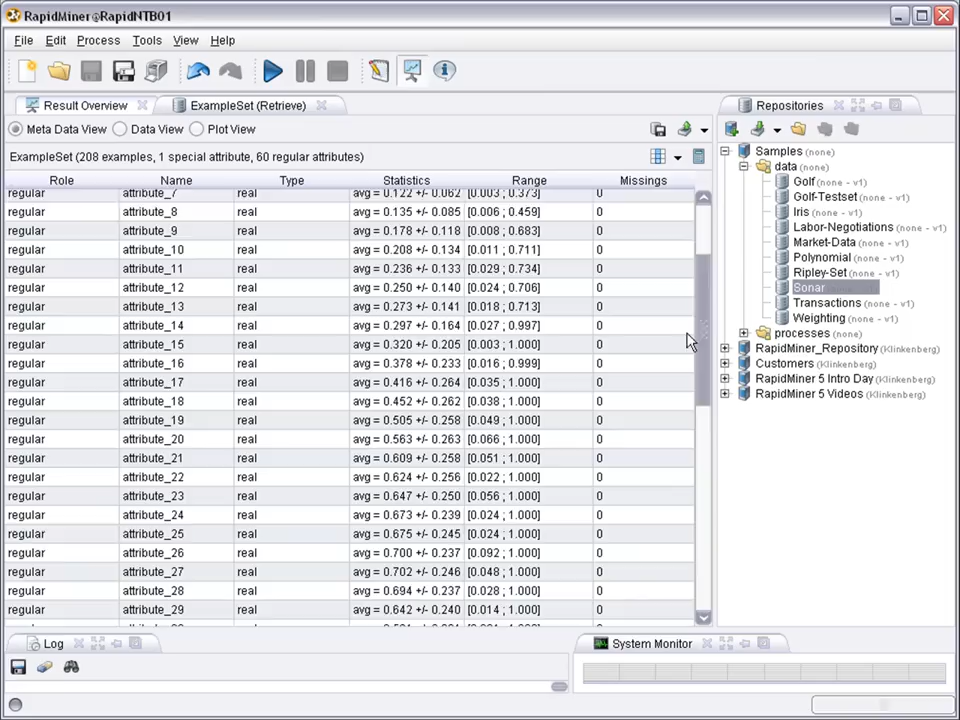 RapidMiner@RapidNTB01
File Edit Process Tools View Help
Result Overview ExampleSet (Retrieve)
Meta Data View Data View Plot View
ExampleSet (208 examples, 1 special attribute, 60 regular attributes)
Role Name Type Statistics Range Missings
regular attribute_7 real avg = 0.122 +/- 0.062 [0.003 ; 0.373] 0
regular attribute_8 real avg = 0.135 +/- 0.085 [0.006 ; 0.459] 0
regular attribute_9 real avg = 0.178 +/- 0.118 [0.008 ; 0.683] 0
regular attribute_10 real avg = 0.208 +/- 0.134 [0.011 ; 0.711] 0
regular attribute_11 real avg = 0.236 +/- 0.133 [0.029 ; 0.734] 0
regular attribute_12 real avg = 0.250 +/- 0.140 [0.024 ; 0.706] 0
regular attribute_13 real avg = 0.273 +/- 0.141 [0.018 ; 0.713] 0
regular attribute_14 real avg = 0.297 +/- 0.164 [0.027 ; 0.997] 0
regular attribute_15 real avg = 0.320 +/- 0.205 [0.003 ; 1.000] 0
regular attribute_16 real avg = 0.378 +/- 0.233 [0.016 ; 0.999] 0
regular attribute_17 real avg = 0.416 +/- 0.264 [0.035 ; 1.000] 0
regular attribute_18 real avg = 0.452 +/- 0.262 [0.038 ; 1.000] 0
regular attribute_19 real avg = 0.505 +/- 0.258 [0.049 ; 1.000] 0
regular attribute_20 real avg = 0.563 +/- 0.263 [0.066 ; 1.000] 0
regular attribute_21 real avg = 0.609 +/- 0.258 [0.051 ; 1.000] 0
regular attribute_22 real avg = 0.624 +/- 0.256 [0.022 ; 1.000] 0
regular attribute_23 real avg = 0.647 +/- 0.250 [0.056 ; 1.000] 0
regular attribute_24 real avg = 0.673 +/- 0.239 [0.024 ; 1.000] 0
regular attribute_25 real avg = 0.675 +/- 0.245 [0.024 ; 1.000] 0
regular attribute_26 real avg = 0.700 +/- 0.237 [0.092 ; 1.000] 0
regular attribute_27 real avg = 0.702 +/- 0.246 [0.048 ; 1.000] 0
regular attribute_28 real avg = 0.694 +/- 0.237 [0.028 ; 1.000] 0
regular attribute_29 real avg = 0.642 +/- 0.240 [0.014 ; 1.000] 0
Repositories
Samples (none)
data (none)
Golf (none - v1)
Golf-Testset (none - v1)
Iris (none - v1)
Labor-Negotiations (none - v1)
Market-Data (none - v1)
Polynomial (none - v1)
Ripley-Set (none - v1)
Sonar (none - v1)
Transactions (none - v1)
Weighting (none - v1)
processes (none)
RapidMiner_Repository (Klinkenberg)
Customers (Klinkenberg)
RapidMiner 5 Intro Day (Klinkenberg)
RapidMiner 5 Videos (Klinkenberg)
Log
System Monitor